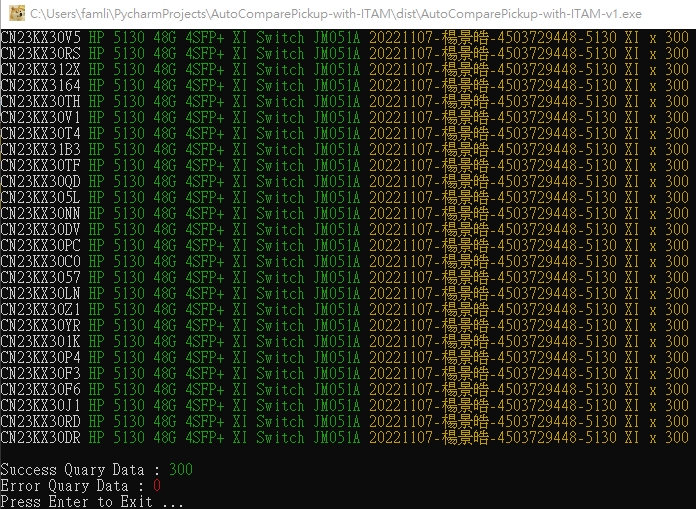 C:\Users\famli\PycharmProjects\AutoComparePickup-with-ITAM\dist\AutoComparePickup-with-ITAM-v1.exe
CN23KX30V5 HP 5130 48G 4SFP+ XI Switch JM051A 20221107-楊景皓-4503729448-5130 XI x 300
CN23KX30RS HP 5130 48G 4SFP+ XI Switch JM051A 20221107-楊景皓-4503729448-5130 XI x 300
CN23KX312X HP 5130 48G 4SFP+ XI Switch JM051A 20221107-楊景皓-4503729448-5130 XI x 300
CN23KX3164 HP 5130 48G 4SFP+ XI Switch JM051A 20221107-楊景皓-4503729448-5130 XI x 300
CN23KX30TH HP 5130 48G 4SFP+ XI Switch JM051A 20221107-楊景皓-4503729448-5130 XI x 300
CN23KX30V1 HP 5130 48G 4SFP+ XI Switch JM051A 20221107-楊景皓-4503729448-5130 XI x 300
CN23KX30T4 HP 5130 48G 4SFP+ XI Switch JM051A 20221107-楊景皓-4503729448-5130 XI x 300
CN23KX31B3 HP 5130 48G 4SFP+ XI Switch JM051A 20221107-楊景皓-4503729448-5130 XI x 300
CN23KX30TF HP 5130 48G 4SFP+ XI Switch JM051A 20221107-楊景皓-4503729448-5130 XI x 300
CN23KX30QD HP 5130 48G 4SFP+ XI Switch JM051A 20221107-楊景皓-4503729448-5130 XI x 300
CN23KX305L HP 5130 48G 4SFP+ XI Switch JM051A 20221107-楊景皓-4503729448-5130 XI x 300
CN23KX30NN HP 5130 48G 4SFP+ XI Switch JM051A 20221107-楊景皓-4503729448-5130 XI x 300
CN23KX30DV HP 5130 48G 4SFP+ XI Switch JM051A 20221107-楊景皓-4503729448-5130 XI x 300
CN23KX30PC HP 5130 48G 4SFP+ XI Switch JM051A 20221107-楊景皓-4503729448-5130 XI x 300
CN23KX30C0 HP 5130 48G 4SFP+ XI Switch JM051A 20221107-楊景皓-4503729448-5130 XI x 300
CN23KX3057 HP 5130 48G 4SFP+ XI Switch JM051A 20221107-楊景皓-4503729448-5130 XI x 300
CN23KX30LN HP 5130 48G 4SFP+ XI Switch JM051A 20221107-楊景皓-4503729448-5130 XI x 300
CN23KX30Z1 HP 5130 48G 4SFP+ XI Switch JM051A 20221107-楊景皓-4503729448-5130 XI x 300
CN23KX30YR HP 5130 48G 4SFP+ XI Switch JM051A 20221107-楊景皓-4503729448-5130 XI x 300
CN23KX301K HP 5130 48G 4SFP+ XI Switch JM051A 20221107-楊景皓-4503729448-5130 XI x 300
CN23KX30P4 HP 5130 48G 4SFP+ XI Switch JM051A 20221107-楊景皓-4503729448-5130 XI x 300
CN23KX30F3 HP 5130 48G 4SFP+ XI Switch JM051A 20221107-楊景皓-4503729448-5130 XI x 300
CN23KX30F6 HP 5130 48G 4SFP+ XI Switch JM051A 20221107-楊景皓-4503729448-5130 XI x 300
CN23KX30J1 HP 5130 48G 4SFP+ XI Switch JM051A 20221107-楊景皓-4503729448-5130 XI x 300
CN23KX30RD HP 5130 48G 4SFP+ XI Switch JM051A 20221107-楊景皓-4503729448-5130 XI x 300
CN23KX30DR HP 5130 48G 4SFP+ XI Switch JM051A 20221107-楊景皓-4503729448-5130 XI x 300
Success Quary Data : 300
Error Quary Data : 0
Press Enter to Exit ...